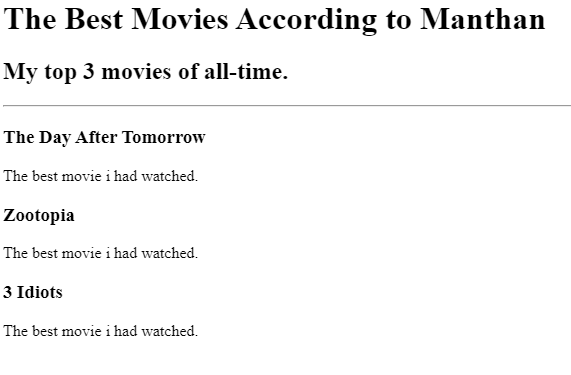 The Best Movies According to Manthan
My top 3 movies of all-time.
The Day After Tomorrow
The best movie i had watched.
Zootopia
The best movie i had watched.
3 Idiots
The best movie i had watched.